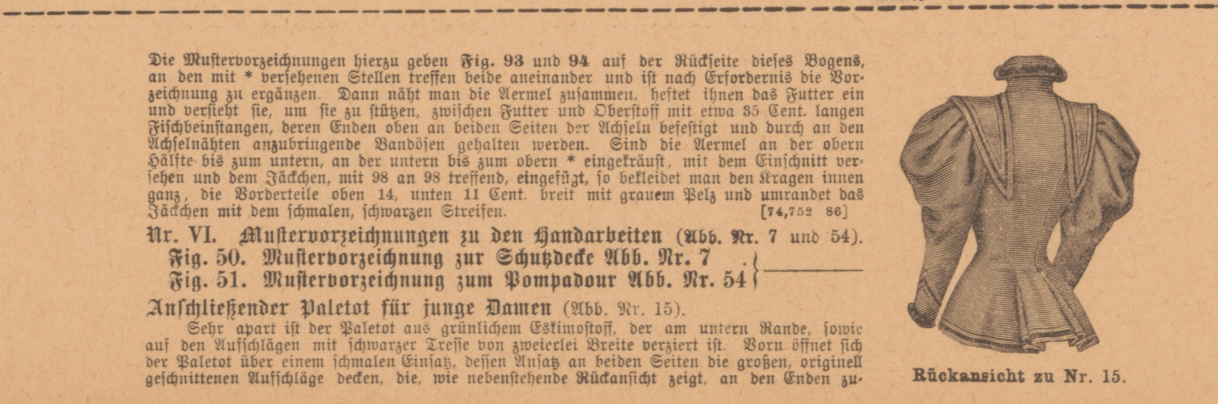 Die Mustervorzeichnungen hierzu geben Fig. 93 und 94 auf der Rückseite dieses Bogens,
an den mit * versehenen Stellen treffen beide aneinander und ist nach Erfordernis die Vor-
zeichnung zu ergänzen. Dann näht man die Aermel zusammen, heftet ihnen das Futter ein
und versieht sie, um sie zu stützen, zwischen Futter und Oberstoff mit etwa 35 Cent. langen
Fischbeinstangen, deren Enden oben an beiden Seiten der Achseln befestigt und durch an den
Achselnähten anzubringende Bandösen gehalten werden. Sind die Aermel an der obern
Hälfte bis zum untern, an der untern bis zum obern * eingekräust, mit dem Einschnitt ver-
sehen und dem Jäckchen, mit 98 an 98 treffend, eingefügt, so bekleidet man den Kragen innen
ganz, die Vorderteile oben 14, unten 11 Cent. breit mit grauem Pelz und umrandet das
Jäckchen mit dem schmalen, schwarzen Streifen. [74,752 86]
Nr. VI. Mustervorzeichnungen zu den Handarbeiten (Abb. Nr. 7 und 54).
Fig. 50. Mustervorzeichnung zur Schutzdecke Abb. Nr. 7
Fig. 51. Mustervorzeichnung zum Pompadour Abb. Nr. 54
Anschließender Paletot für junge Damen (Abb. Nr. 15).
Sehr apart ist der Paletot aus grünlichem Eskimostoff, der am untern Rande, sowie
auf den Aufschlägen mit schwarzer Tresse von zweierlei Breite verziert ist. Vorn öffnet sich
der Paletot über einem schmalen Einsatz, dessen Ansatz an beiden Seiten die großen, originell
geschnittenen Aufschläge decken, die, wie nebenstehende Rückansicht zeigt, an den Enden zu-
Rückansicht zu Nr. 15.